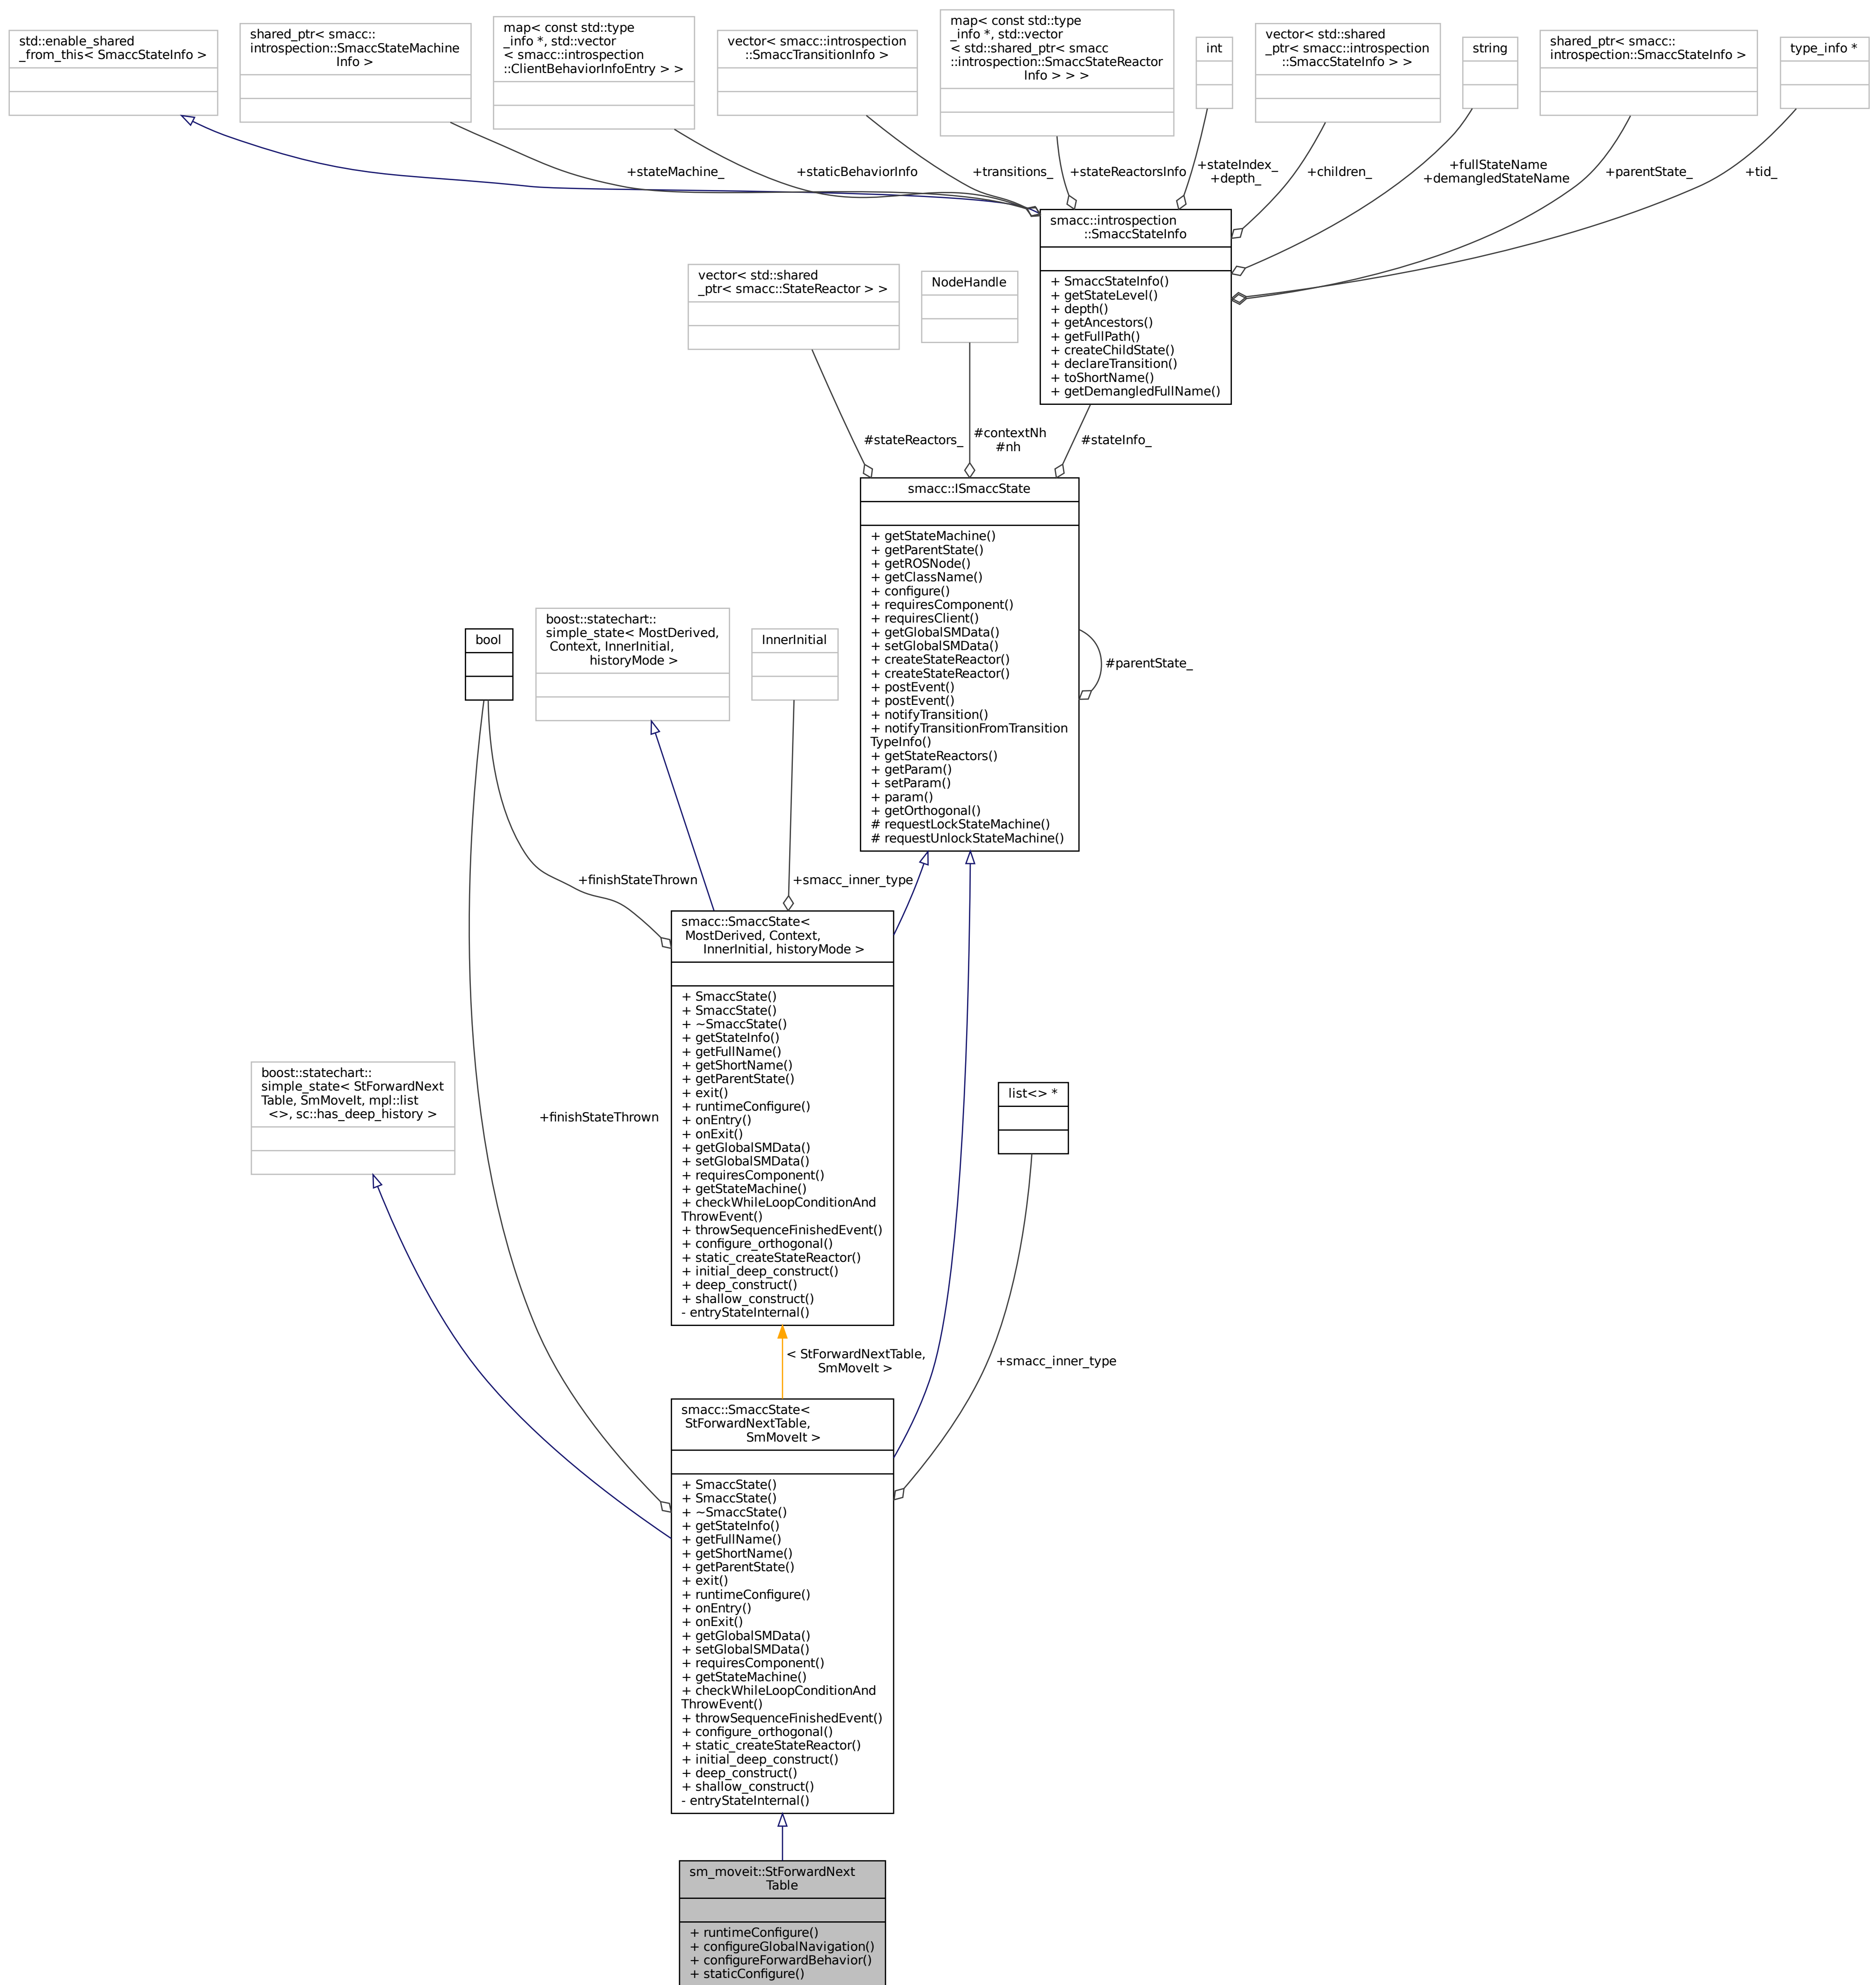 std::enable_shared
_from_this< SmaccStateInfo >
shared_ptr< smacc::
introspection::SmaccStateMachine
Info >
map< const std::type
_info *, std::vector
< smacc::introspection
::ClientBehaviorInfoEntry > >
vector< smacc::introspection
::SmaccTransitionInfo >
map< const std::type
_info *, std::vector
< std::shared_ptr< smacc
::introspection::SmaccStateReactor
Info > > >
int
vector< std::shared
_ptr< smacc::introspection
::SmaccStateInfo > >
string
shared_ptr< smacc::
introspection::SmaccStateInfo >
type_info *
+stateMachine_
+staticBehaviorInfo
+transitions_
+stateReactorsInfo
+stateIndex_
+depth_
+children_
+fullStateName
+demangledStateName
+parentState_
+tid_
smacc::introspection
::SmaccStateInfo
+ SmaccStateInfo()
+ getStateLevel()
+ depth()
+ getAncestors()
+ getFullPath()
+ createChildState()
+ declareTransition()
+ toShortName()
+ getDemangledFullName()
vector< std::shared
_ptr< smacc::StateReactor > >
NodeHandle
#stateReactors_
#contextNh
#nh
#stateInfo_
smacc::ISmaccState
+ getStateMachine()
+ getParentState()
+ getROSNode()
+ getClassName()
+ configure()
+ requiresComponent()
+ requiresClient()
+ getGlobalSMData()
+ setGlobalSMData()
+ createStateReactor()
+ createStateReactor()
+ postEvent()
+ postEvent()
+ notifyTransition()
+ notifyTransitionFromTransition
TypeInfo()
+ getStateReactors()
+ getParam()
+ setParam()
+ param()
+ getOrthogonal()
# requestLockStateMachine()
# requestUnlockStateMachine()
#parentState_
bool
boost::statechart::
simple_state< MostDerived,
Context, InnerInitial,
historyMode >
InnerInitial
+finishStateThrown
+smacc_inner_type
smacc::SmaccState<
MostDerived, Context,
InnerInitial, historyMode >
+ SmaccState()
+ SmaccState()
+ ~SmaccState()
+ getStateInfo()
+ getFullName()
+ getShortName()
+ getParentState()
+ exit()
+ runtimeConfigure()
+ onEntry()
+ onExit()
+ getGlobalSMData()
+ setGlobalSMData()
+ requiresComponent()
+ getStateMachine()
+ checkWhileLoopConditionAnd
ThrowEvent()
+ throwSequenceFinishedEvent()
+ configure_orthogonal()
+ static_createStateReactor()
+ initial_deep_construct()
+ deep_construct()
+ shallow_construct()
- entryStateInternal()
boost::statechart::
simple_state< StForwardNext
Table, SmMoveIt, mpl::list
<>, sc::has_deep_history >
+finishStateThrown
list<> *
< StForwardNextTable,
SmMoveIt >
+smacc_inner_type
smacc::SmaccState<
StForwardNextTable,
SmMoveIt >
+ SmaccState()
+ SmaccState()
+ ~SmaccState()
+ getStateInfo()
+ getFullName()
+ getShortName()
+ getParentState()
+ exit()
+ runtimeConfigure()
+ onEntry()
+ onExit()
+ getGlobalSMData()
+ setGlobalSMData()
+ requiresComponent()
+ getStateMachine()
+ checkWhileLoopConditionAnd
ThrowEvent()
+ throwSequenceFinishedEvent()
+ configure_orthogonal()
+ static_createStateReactor()
+ initial_deep_construct()
+ deep_construct()
+ shallow_construct()
- entryStateInternal()
sm_moveit::StForwardNext
Table
+ runtimeConfigure()
+ configureGlobalNavigation()
+ configureForwardBehavior()
+ staticConfigure()